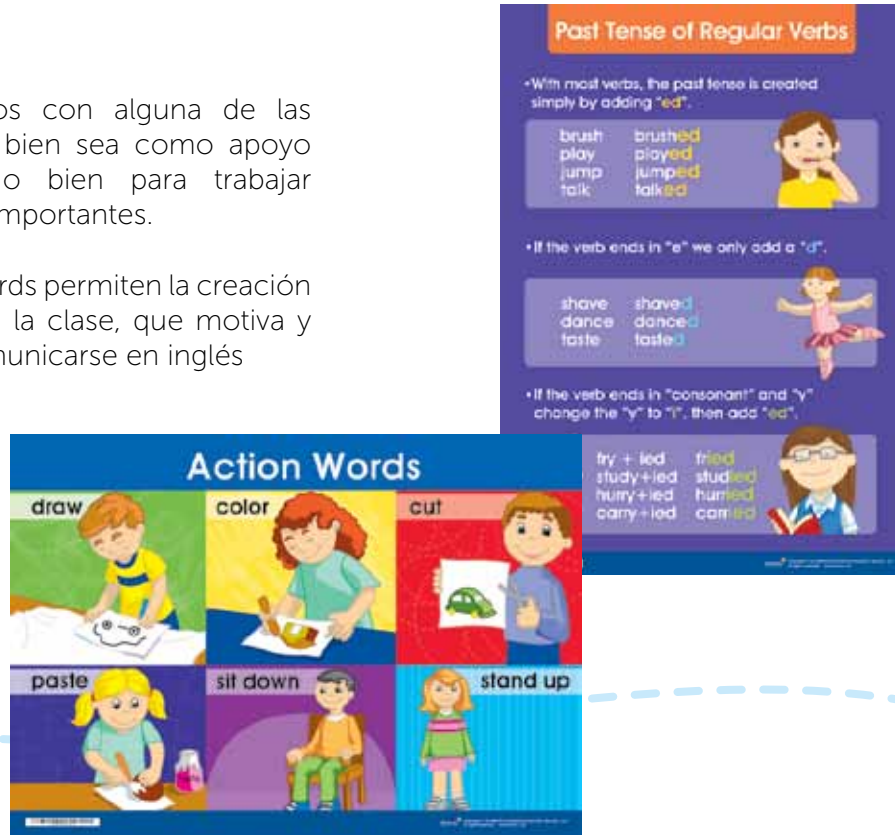 os con alguna de las
bien sea como apoyo
o bien para trabajar
mportantes.
rds permiten la creación
la clase, que motiva y
municarse en inglés
Past Tense of Regular Verbs
•With most verbs, the past tense is created
simply by adding "ed".
brush brushed
play played
jump jumped
talk talked
•If the verb ends in "e" we only add a "d".
shave shaved
dance danced
taste tasted
•If the verb ends in "consonant" and "y"
change the "y" to "i", then add "ed".
fry + ied fried
study+ied studied
hurry+ied hurried
carry+ied carried
Action Words
draw color cut
paste sit down stand up